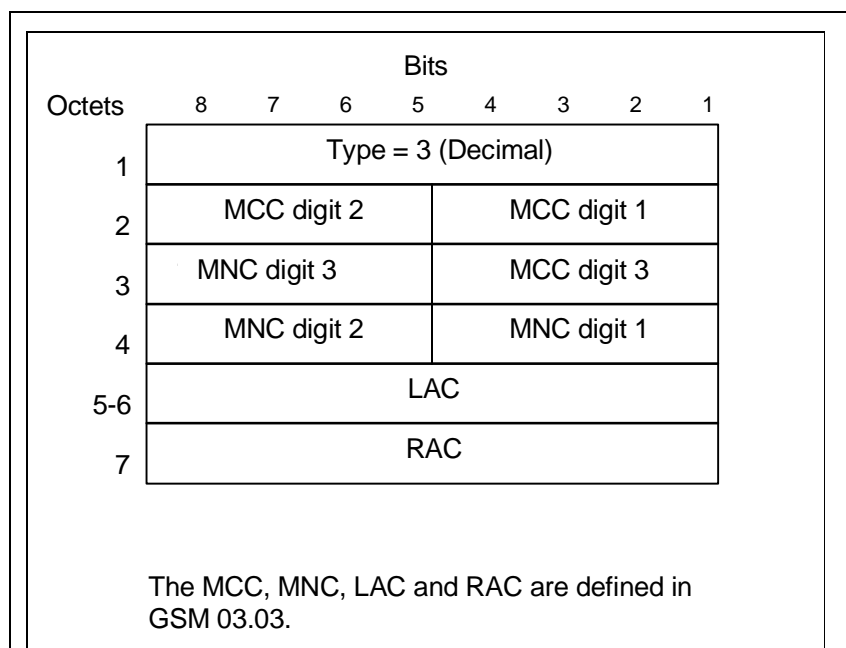 Bits
Octets 8 7 6 5 4 3 2 1
1 Type = 3 (Decimal)
2 MCC digit 2 MCC digit 1
3 MNC digit 3 MCC digit 3
4 MNC digit 2 MNC digit 1
5-6 LAC
7 RAC
The MCC, MNC, LAC and RAC are defined in
GSM 03.03.